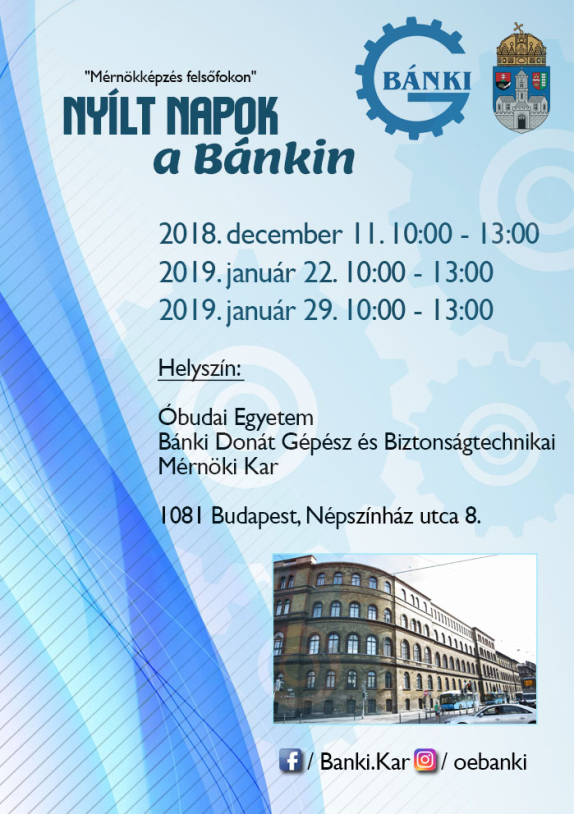 "Mérnökképzés felsőfokon"
NYÍLT NAPOK
a Bánkin
BÁNKI
2018. december 11. 10:00 - 13:00
2019. január 22. 10:00 - 13:00
2019. január 29. 10:00 - 13:00
Helyszín:
Óbudai Egyetem
Bánki Donát Gépész és Biztonságtechnikai
Mérnöki Kar
1081 Budapest, Népszínház utca 8.
/ Banki.Kar / oebanki